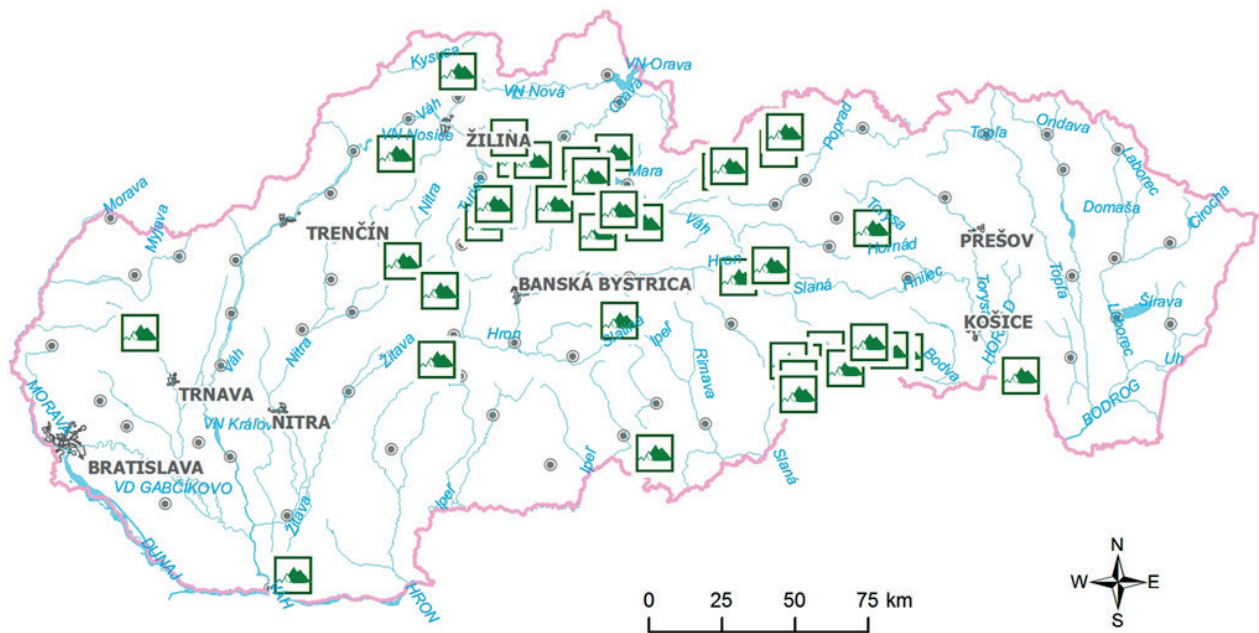 Kysuca
VN Orava
VN Nová
Orava
Váh
VN Nosice
ŽILINA
Poprad
Topľa
Ondava
Laborec
Mara
Nitra
Turiec
Morava
Myjava
Váh
Torysa
Domaša
Cirocha
TRENČÍN
Hornád
PREŠOV
Hron
Slaná
Hnilec
BANSKÁ BYSTRICA
Torysa
Topľa
HORNÁD
Šírava
Laborec
KOŠICE
Hron
Slatina
Ipeľ
Nitra
Žitava
Váh
Rimava
Bodva
Uh
TRNAVA
MORAVA
VN Kráľov
NITRA
BODROG
BRATISLAVA
Ipeľ
Slaná
VD GABČÍKOVO
Ipeľ
Žitava
DUNAJ
VÁH
HRON
N
W E
S
0 25 50 75 km